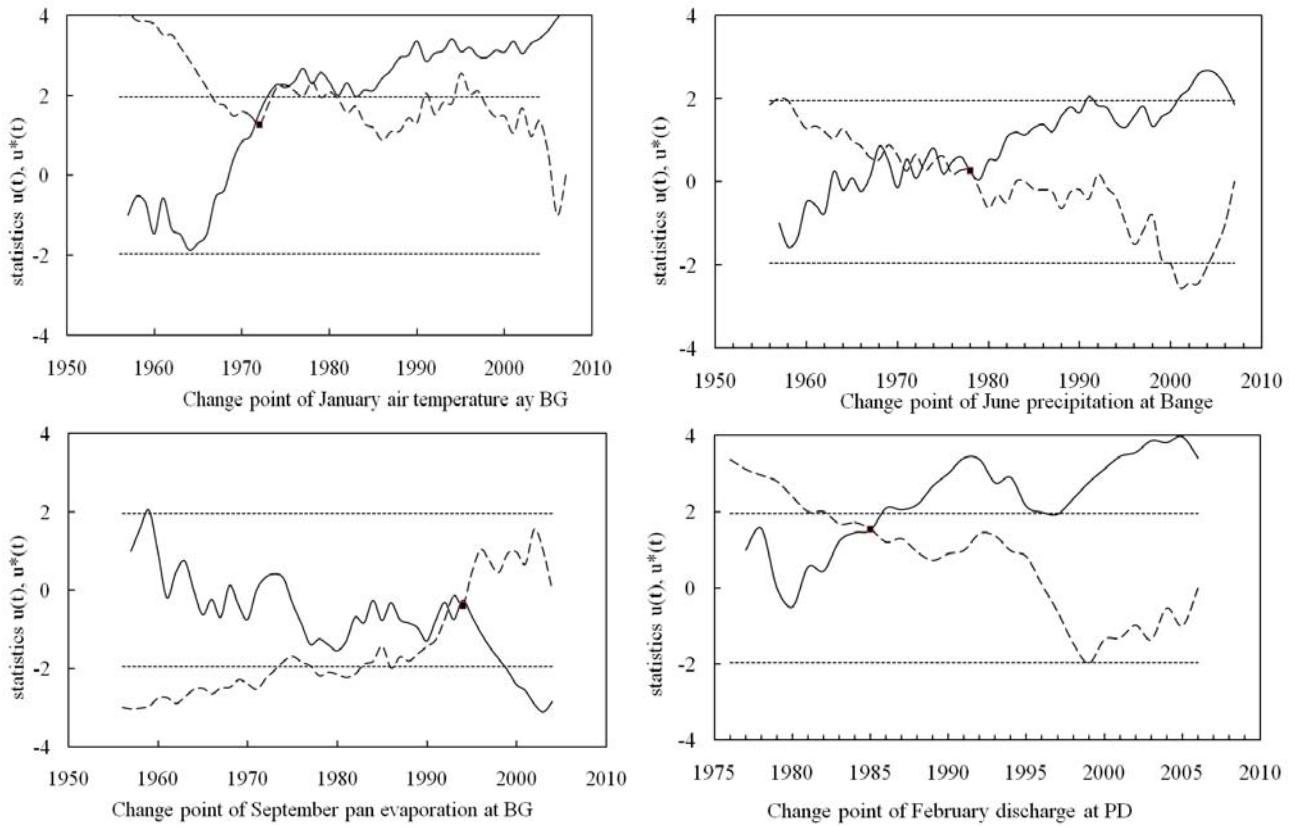 statistics u(t), u*(t)
4
2
0
-2
-4
1950 1960 1970 1980 1990 2000 2010
Change point of January air temperature ay BG
statistics u(t), u*(t)
4
2
0
-2
-4
1950 1960 1970 1980 1990 2000 2010
Change point of June precipitation at Bange
statistics u(t), u*(t)
4
2
0
-2
-4
1950 1960 1970 1980 1990 2000 2010
Change point of September pan evaporation at BG
statistics u(t), u*(t)
4
2
0
-2
-4
1975 1980 1985 1990 1995 2000 2005 2010
Change point of February discharge at PD